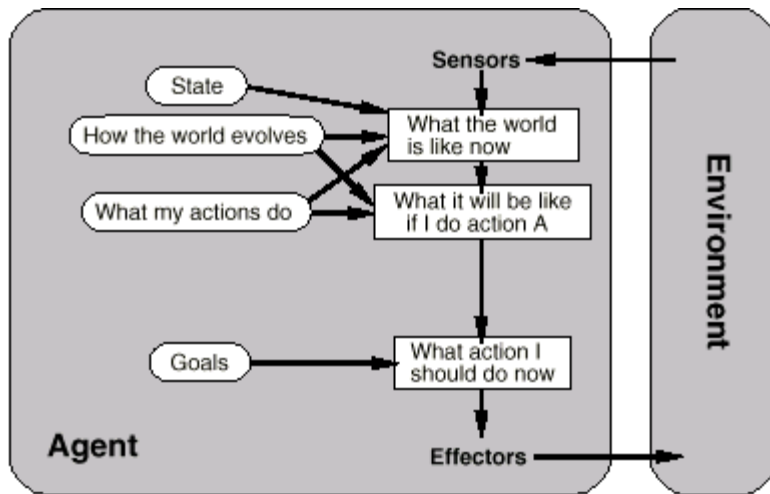 Sensors
State
What the world
is like now
How the world evolves
What my actions do
What it will be like
if I do action A
Environment
Goals
What action I
should do now
Agent
Effectors